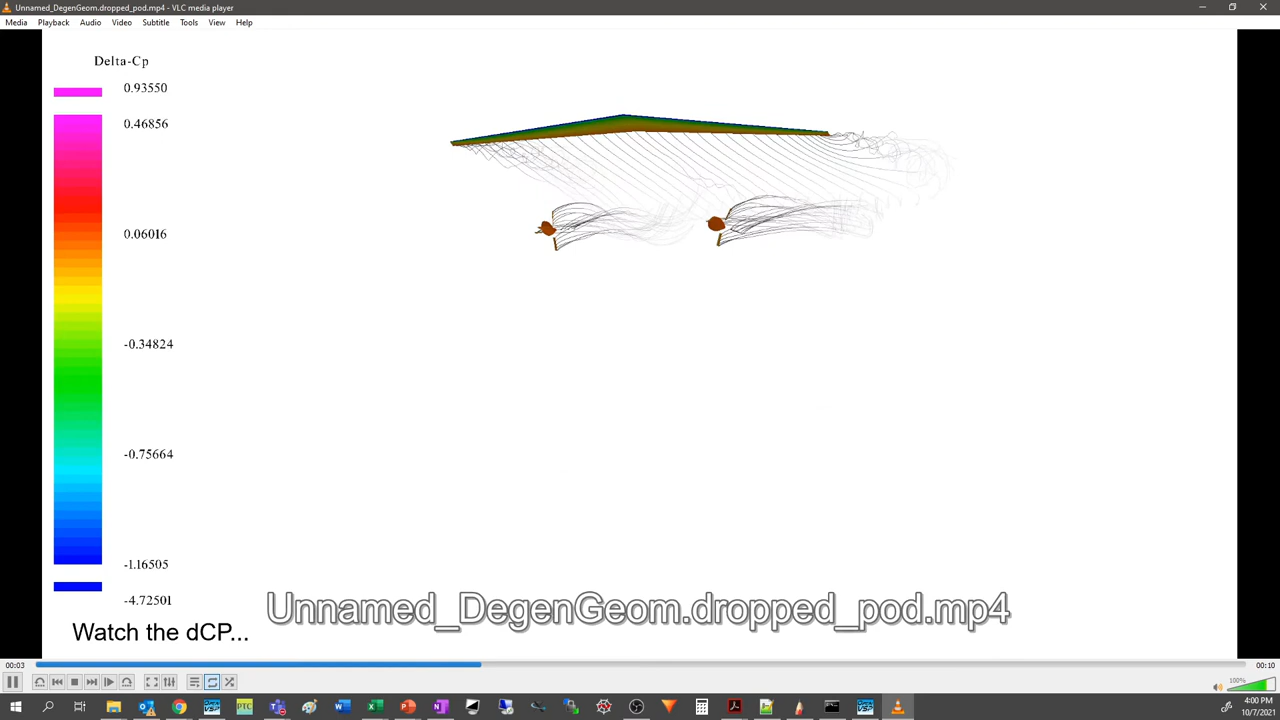 Unnamed_DegenGeom.dropped_pod.mp4 - VLC media player
Media Playback Audio Video Subtitle Tools View Help
Delta-Cp
0.93550
0.46856
0.06016
-0.34824
-0.75664
-1.16505
-4.72501
Unnamed_DegenGeom.dropped_pod.mp4
Watch the dCP...
00:03
00:10
100%
PTC
4:00 PM
10/7/2021